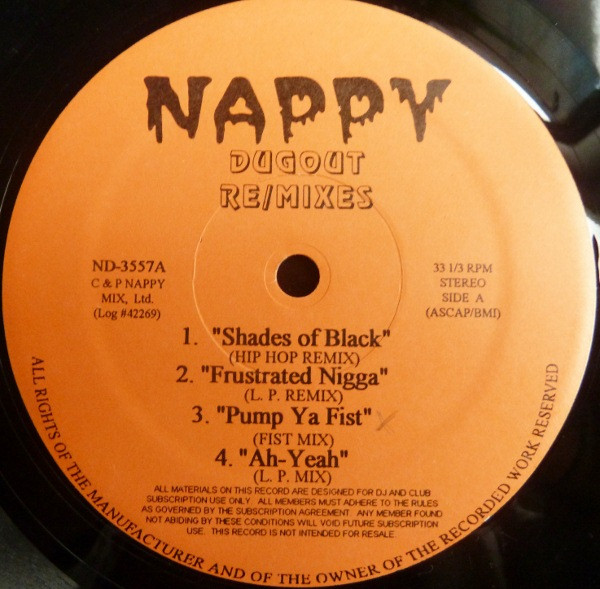 NAPPY
DUGOUT
RE/MIXES
ND-3557A
C & P NAPPY
MIX, Ltd.
(Log #42269)
33 1/3 RPM
STEREO
SIDE A
(ASCAP/BMI)
1. "Shades of Black"
(HIP HOP REMIX)
2. "Frustrated Nigga"
(L. P. REMIX)
3. "Pump Ya Fist"
(FIST MIX)
4. "Ah-Yeah"
(L. P. MIX)
ALL MATERIALS ON THIS RECORD ARE DESIGNED FOR DJ AND CLUB
SUBSCRIPTION USE ONLY. ALL MEMBERS MUST ADHERE TO THE RULES
AS GOVERNED BY THE SUBSCRIPTION AGREEMENT. ANY MEMBER FOUND
NOT ABIDING BY THESE CONDITIONS WILL VOID FUTURE SUBSCRIPTION
USE. THIS RECORD IS NOT INTENDED FOR RESALE
ALL RIGHTS OF THE MANUFACTURER AND OF THE OWNER OF THE RECORDED WORK RESERVED